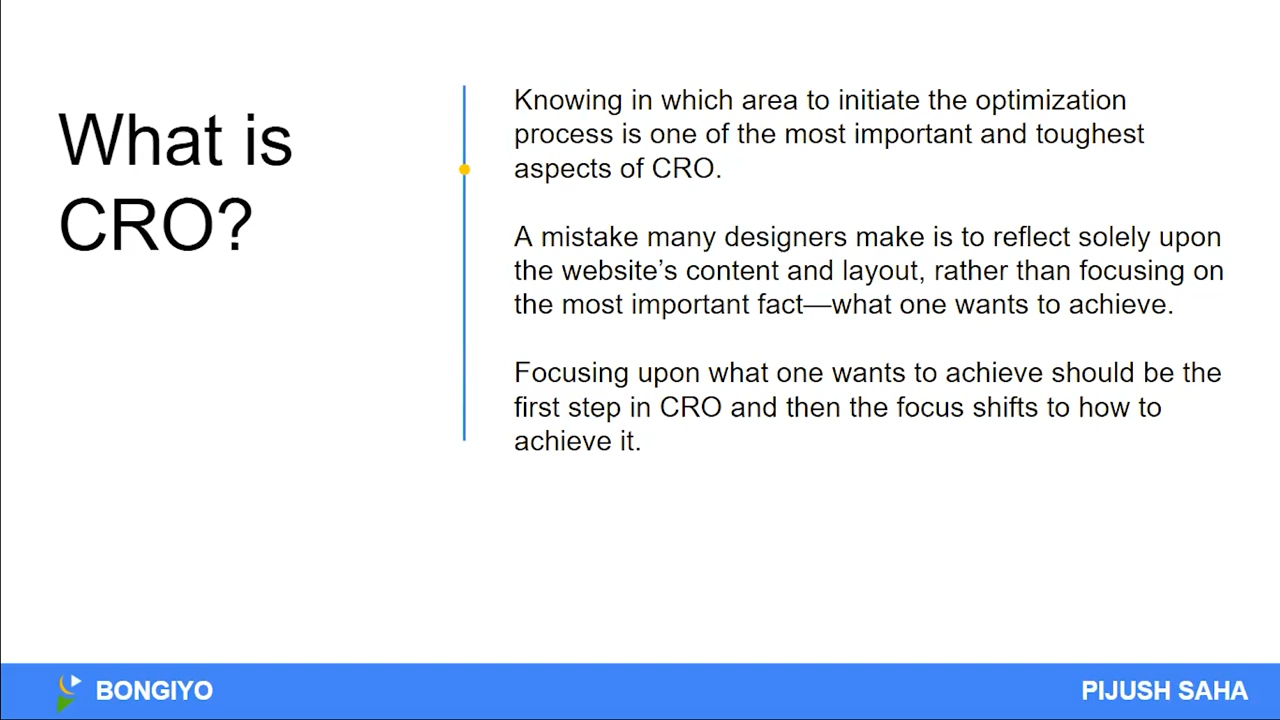 What is
CRO?
Knowing in which area to initiate the optimization
process is one of the most important and toughest
aspects of CRO.
A mistake many designers make is to reflect solely upon
the website’s content and layout, rather than focusing on
the most important fact—what one wants to achieve.
Focusing upon what one wants to achieve should be the
first step in CRO and then the focus shifts to how to
achieve it.
BONGIYO
PIJUSH SAHA